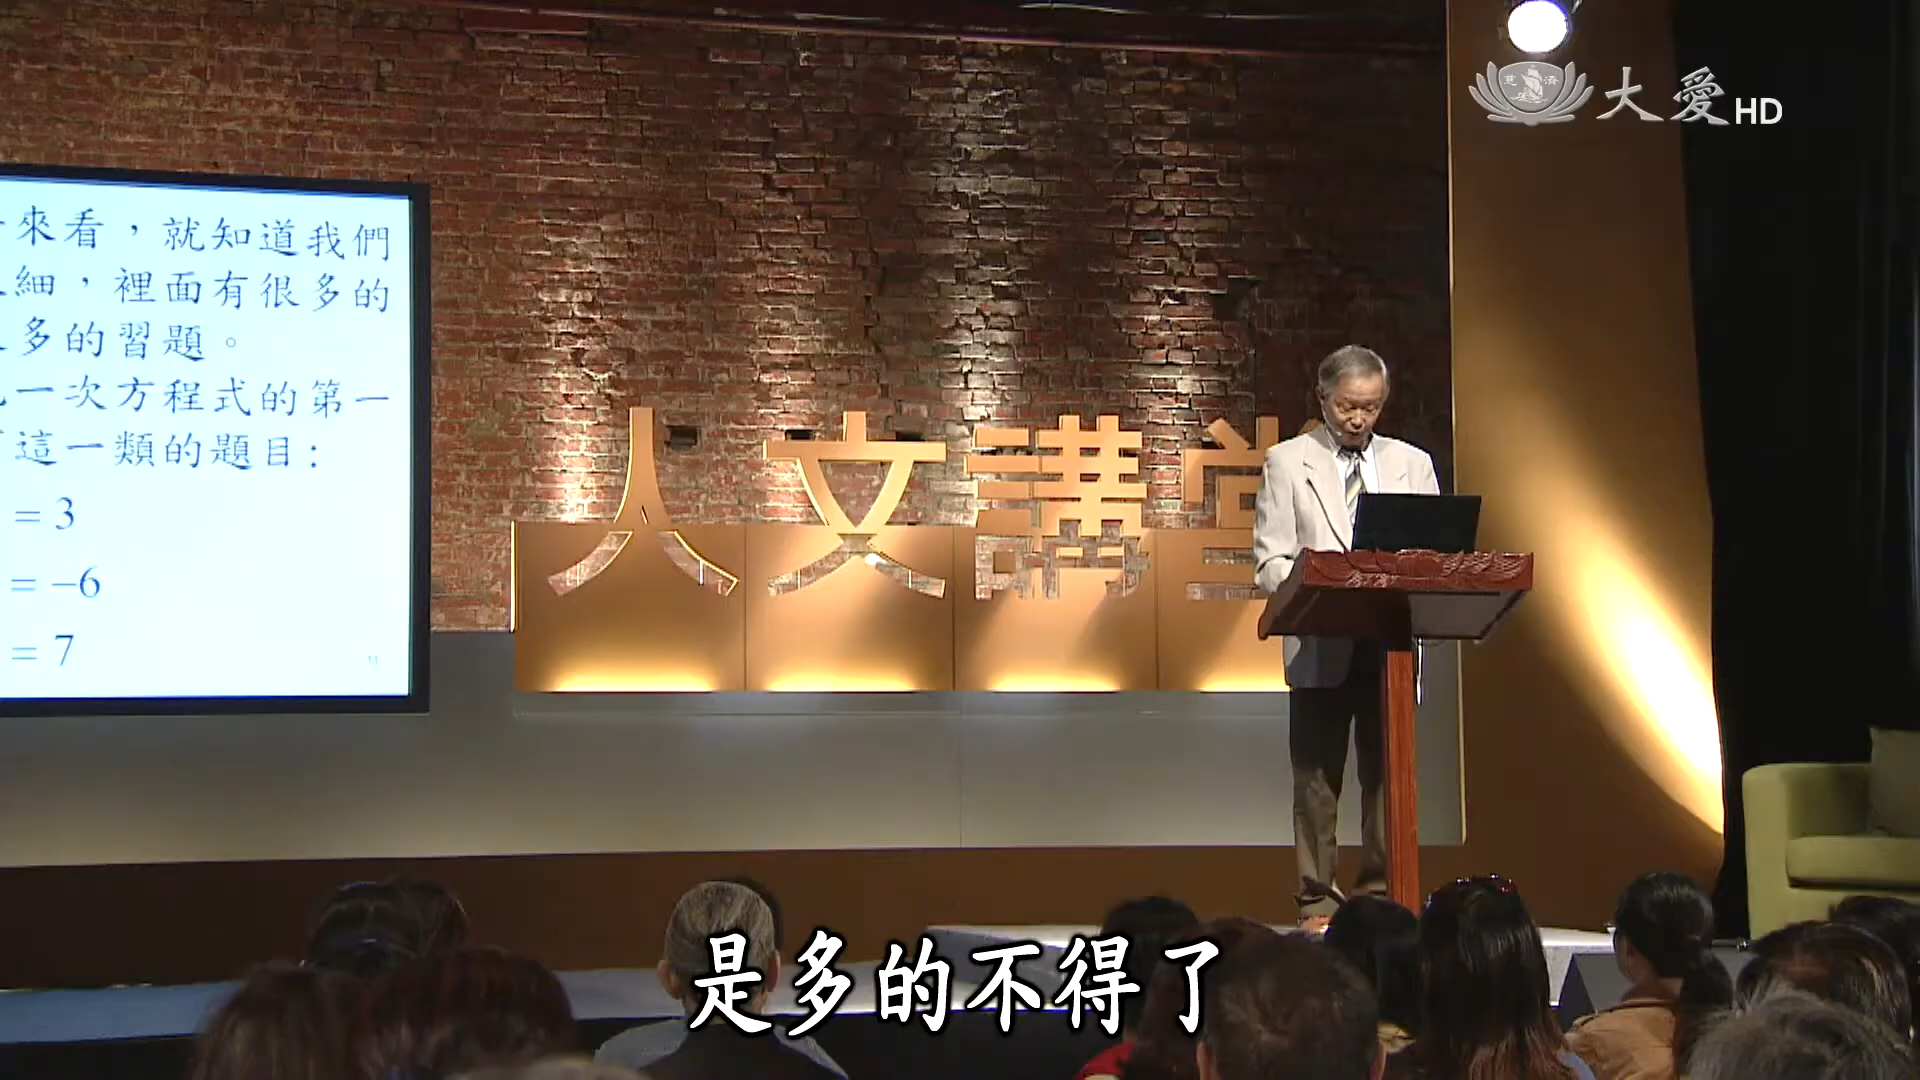 大愛HD
來看，就知道我們
細，裡面有很多的
多的習題。
一次方程式的第一
這一類的題目：
= 3
= −6
= 7
11
人文講堂
是多的不得了